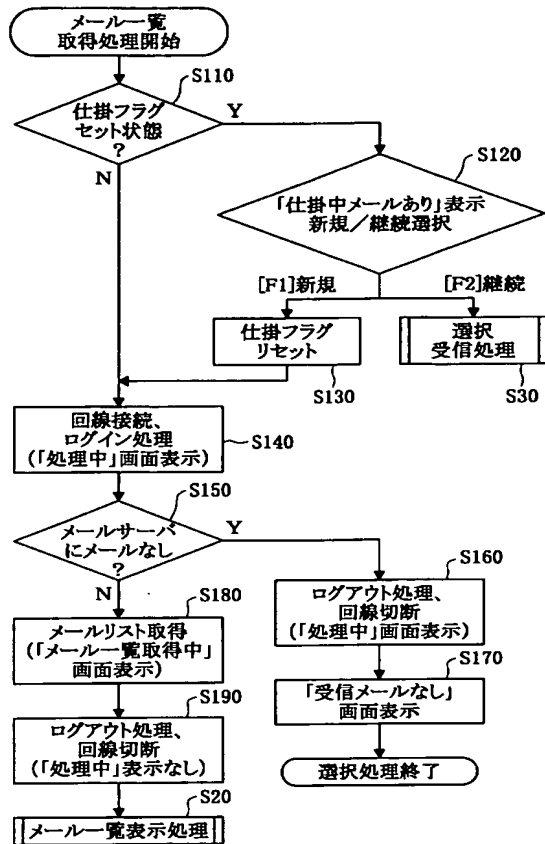 メール一覧
取得処理開始
S110
仕掛フラグ
セット状態
?
Y
N
S120
「仕掛中メールあり」表示
新規/継続選択
[F1]新規
[F2]継続
仕掛フラグ
リセット
S130
選択
受信処理
S30
回線接続、
ログイン処理
(「処理中」画面表示)
S140
S150
メールサーバ
にメールなし
?
Y
N
S160
ログアウト処理、
回線切断
(「処理中」画面表示)
S170
「受信メールなし」
画面表示
選択処理終了
S180
メールリスト取得
(「メール一覧取得中」
画面表示)
S190
ログアウト処理、
回線切断
(「処理中」表示なし)
S20
メール一覧表示処理